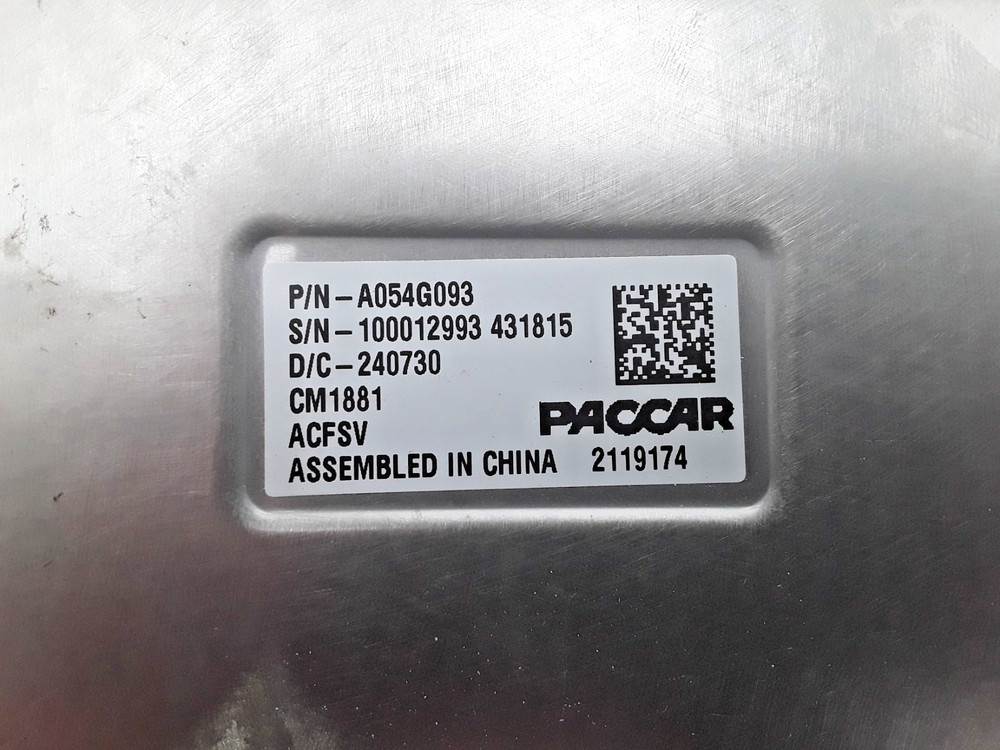 P/N – A054G093
S/N – 100012993 431815
D/C – 240730
CM1881
ACFSV
PACCAR
ASSEMBLED IN CHINA 2119174